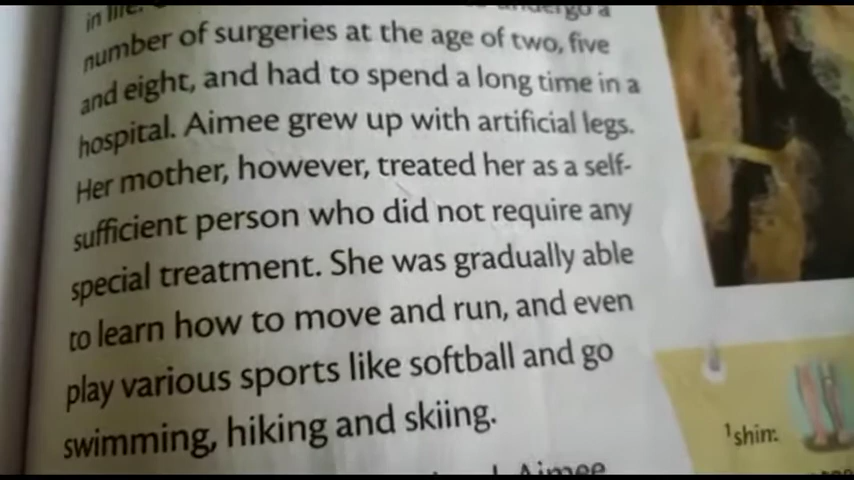 in
number of surgeries at the age of two, five
and eight, and had to spend a long time in a
hospital. Aimee grew up with artificial legs.
Her mother, however, treated her as a self-
sufficient person who did not require any
special treatment. She was gradually able
to learn how to move and run, and even
play various sports like softball and go
swimming, hiking and skiing.
Aimee
1shin: